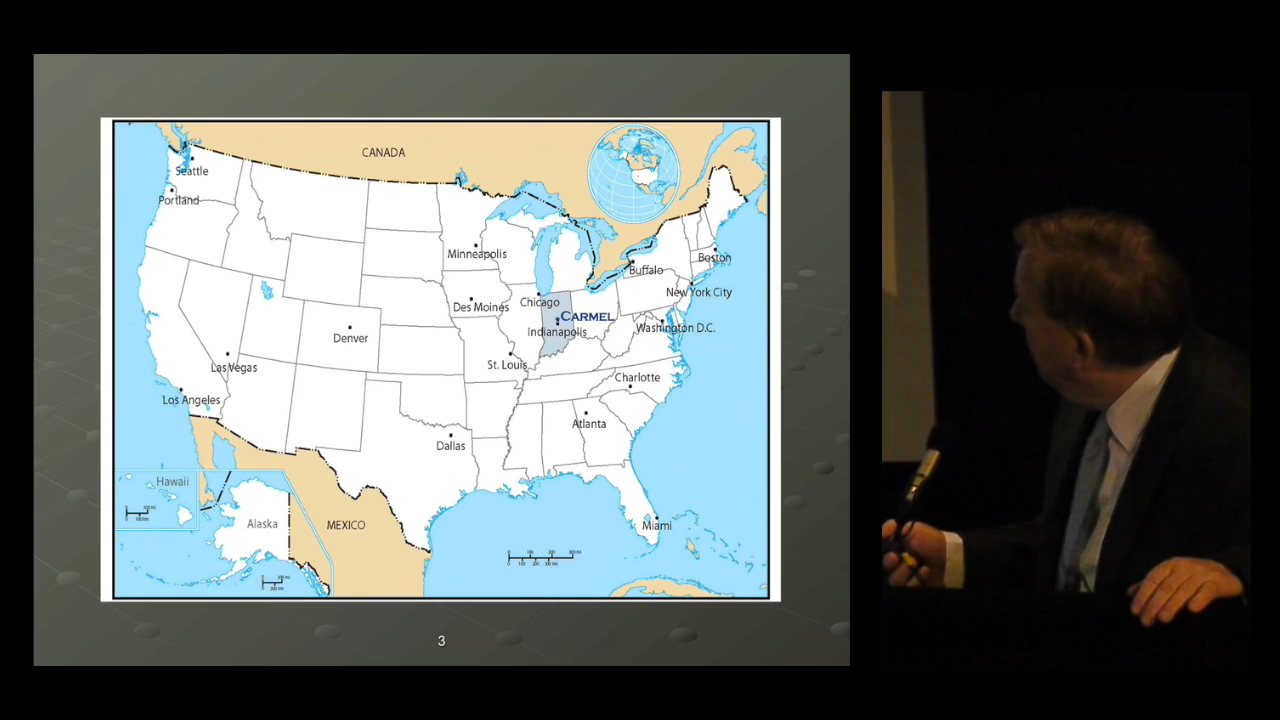 CANADA
Seattle
Portland
Minneapolis
Boston
Buffalo
New York City
Des Moines
Chicago
CARMEL
Indianapolis
Washington D.C.
Denver
St. Louis
Las Vegas
Charlotte
Los Angeles
Atlanta
Dallas
Hawaii
Alaska
MEXICO
Miami
3